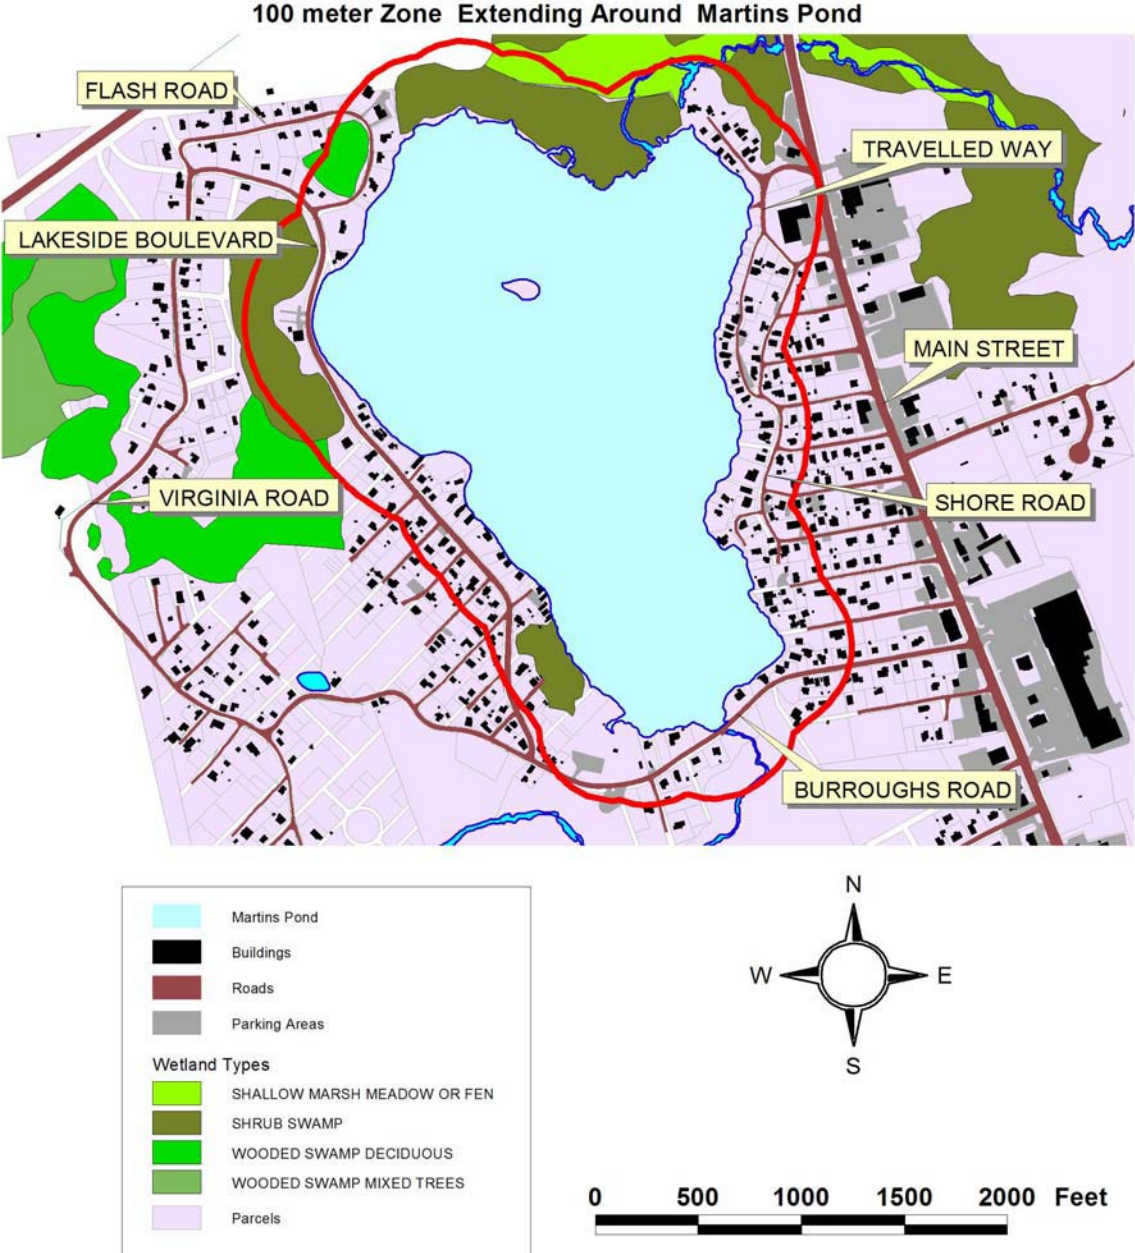 100 meter Zone Extending Around Martins Pond
FLASH ROAD
TRAVELLED WAY
LAKESIDE BOULEVARD
MAIN STREET
VIRGINIA ROAD
SHORE ROAD
BURROUGHS ROAD
Martins Pond
Buildings
Roads
Parking Areas
Wetland Types
SHALLOW MARSH MEADOW OR FEN
SHRUB SWAMP
WOODED SWAMP DECIDUOUS
WOODED SWAMP MIXED TREES
Parcels
N
W E
S
0 500 1000 1500 2000 Feet